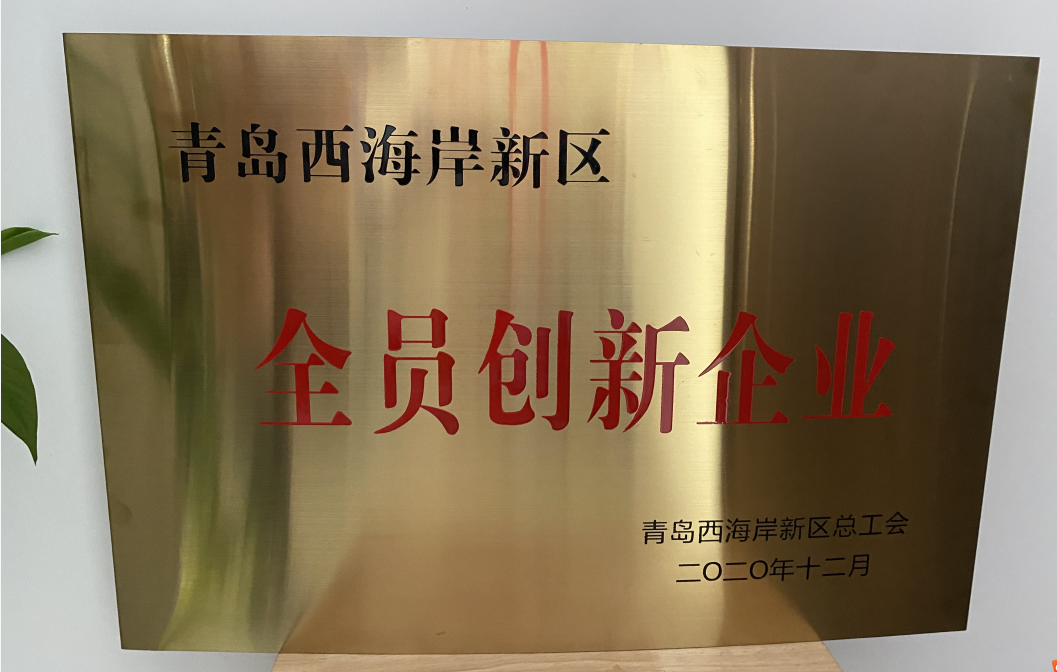 青岛西海岸新区
全员创新企业
青岛西海岸新区总工会
二〇二〇年十二月